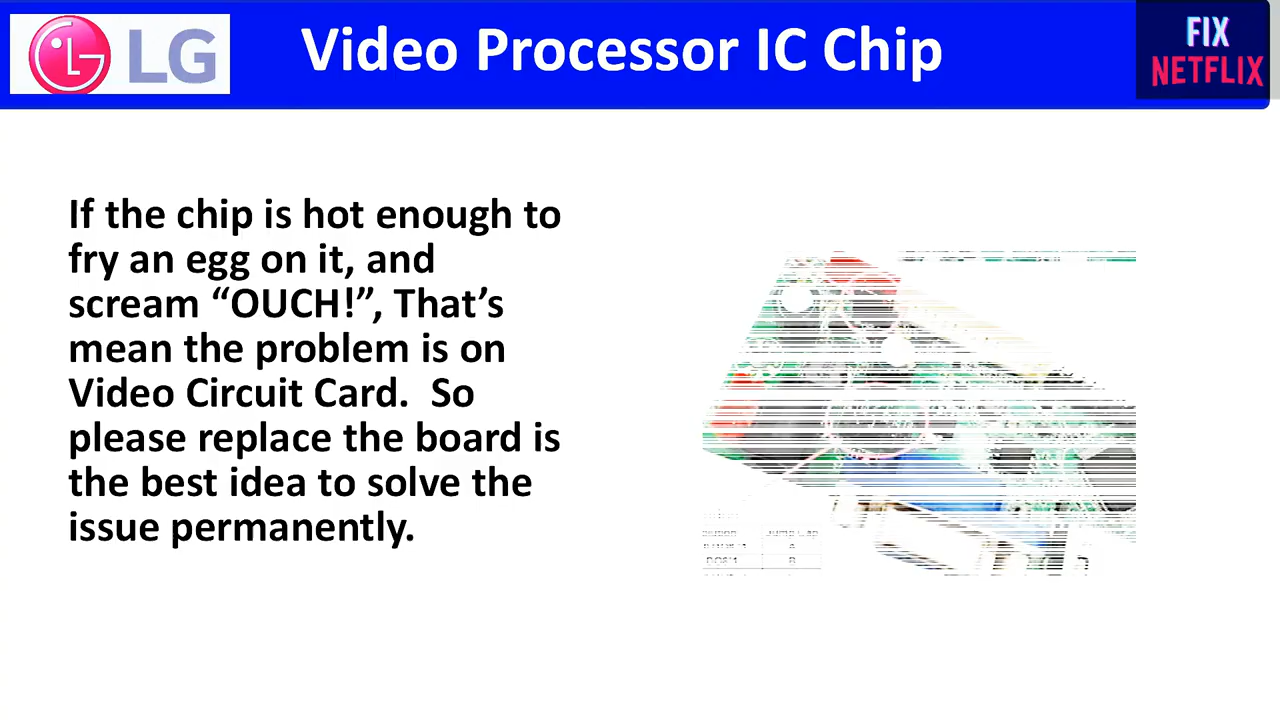 LG
Video Processor IC Chip
FIX
NETFLIX
If the chip is hot enough to
fry an egg on it, and
scream “OUCH!”, That’s
mean the problem is on
Video Circuit Card.  So
please replace the board is
the best idea to solve the
issue permanently.